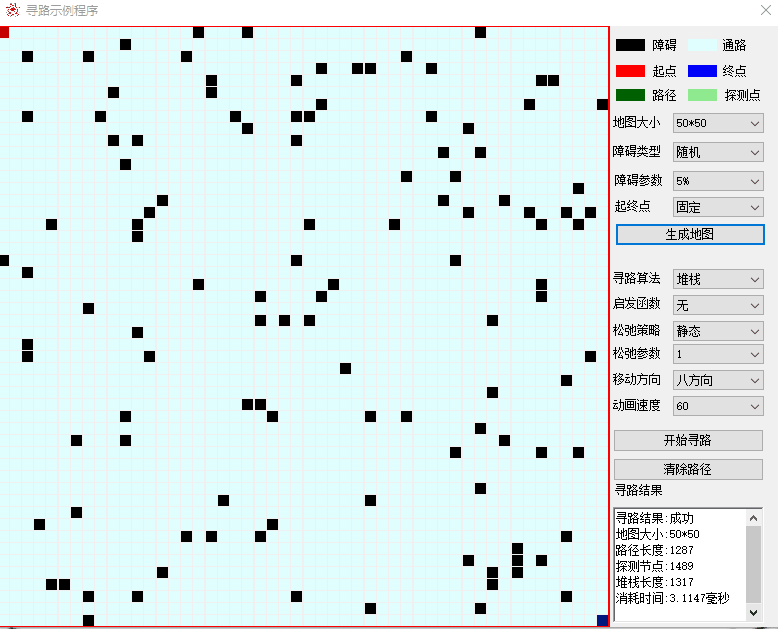 寻路示例程序
障碍 通路
起点 终点
路径 探测点
地图大小 50*50
障碍类型 随机
障碍参数 5%
起终点 固定
生成地图
寻路算法 堆栈
启发函数 无
松弛策略 静态
松弛参数 1
移动方向 八方向
动画速度 60
开始寻路
清除路径
寻路结果
寻路结果:成功
地图大小:50*50
路径长度:1287
探测节点:1489
堆栈长度:1317
消耗时间:3.1147毫秒